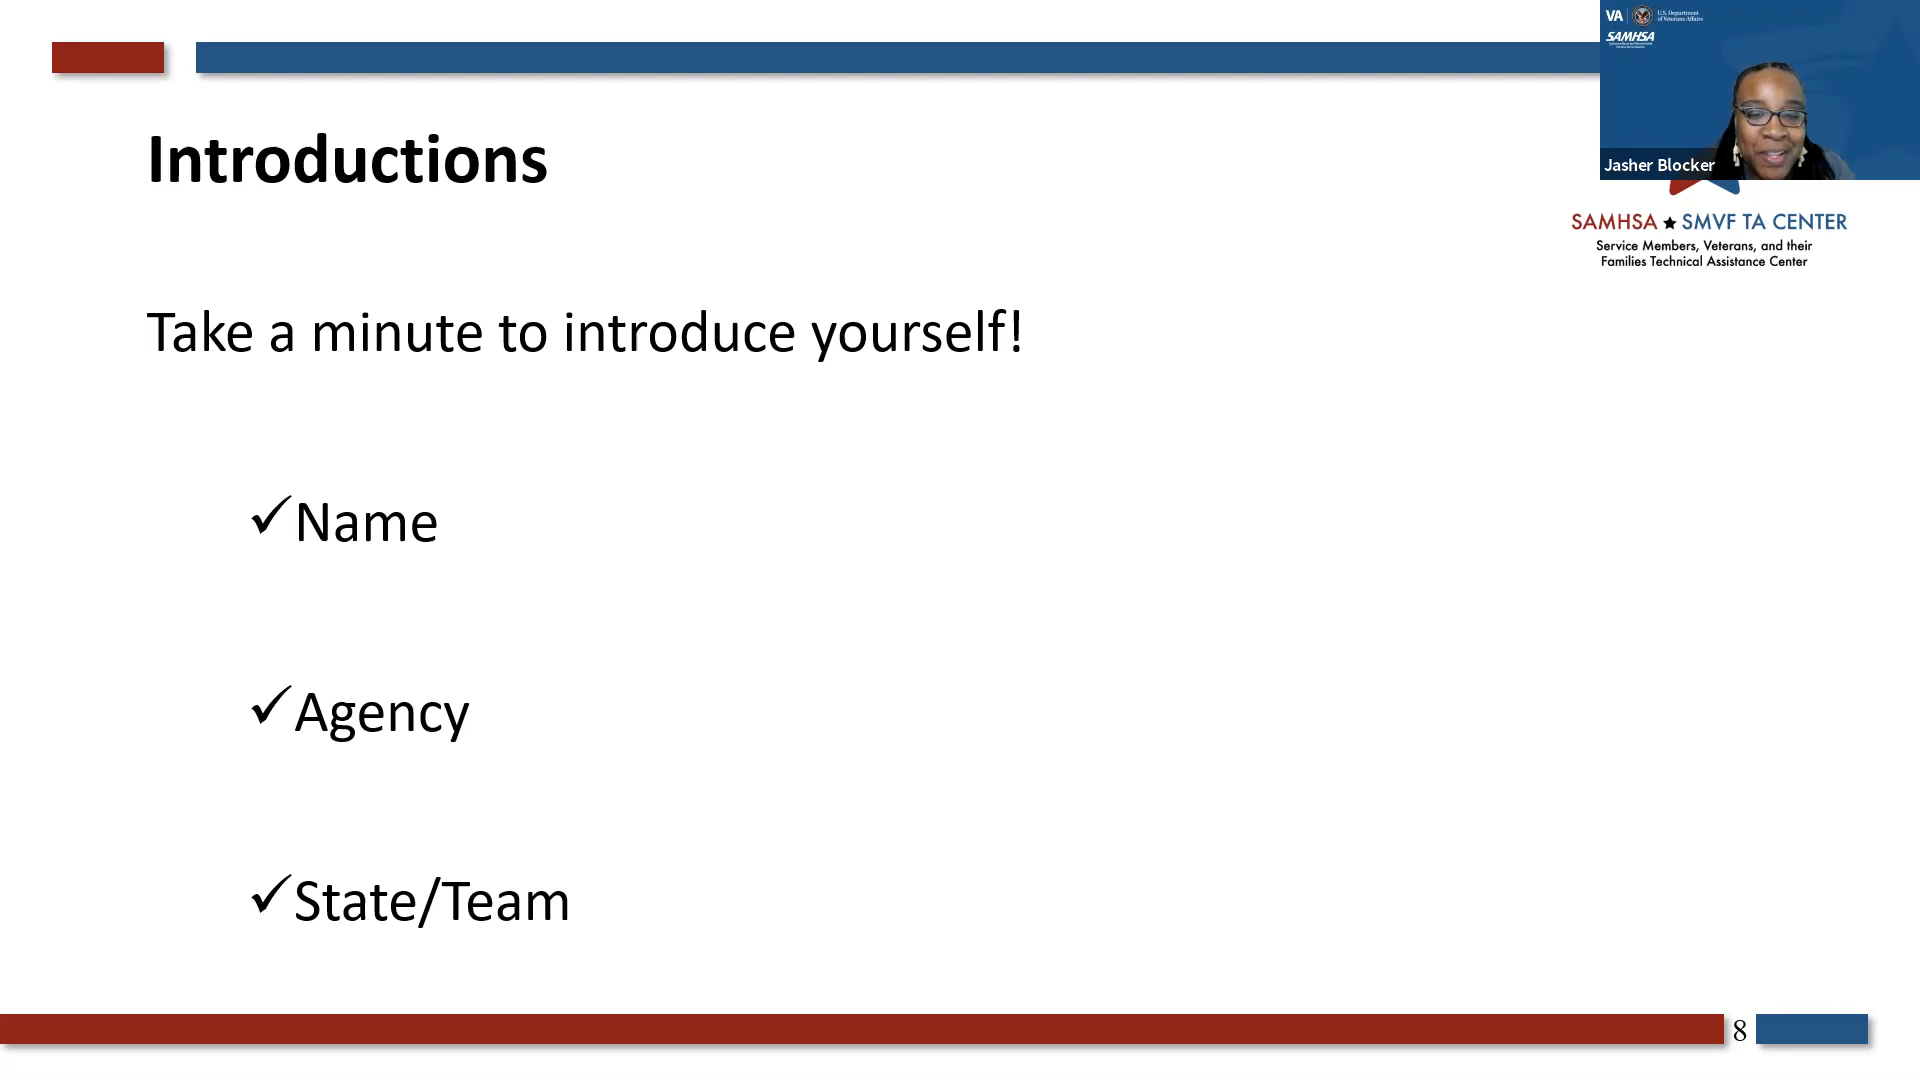 VA
U.S. Department
of Veterans Affairs
SAMHSA
Jasher Blocker
Introductions
SAMHSA ★ SMVF TA CENTER
Service Members, Veterans, and their
Families Technical Assistance Center
Take a minute to introduce yourself!
✓Name
✓Agency
✓State/Team
8